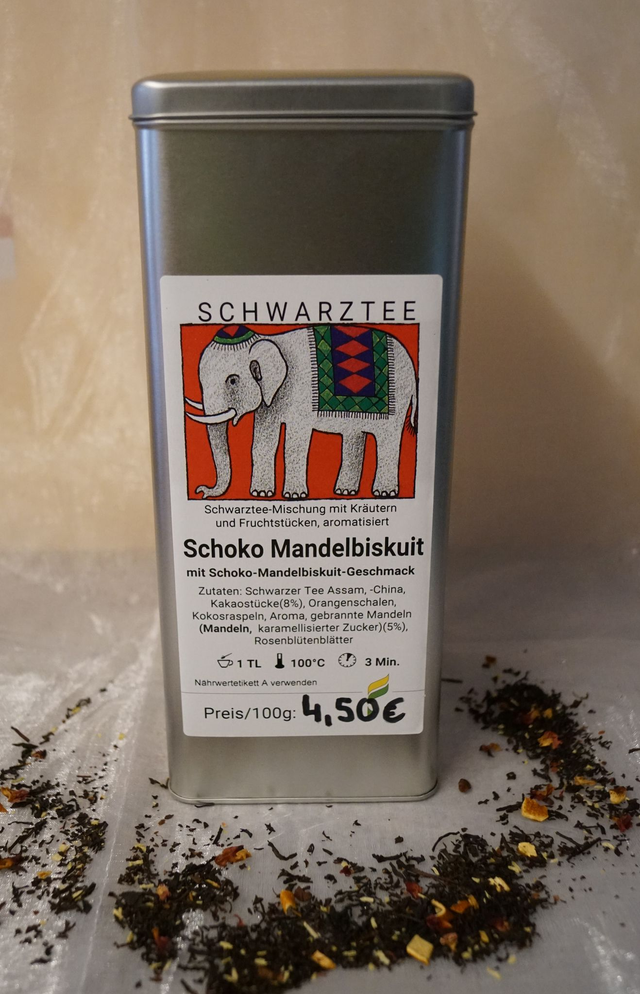 SCHWARZTEE
Schwarztee-Mischung mit Kräutern
und Fruchtstücken, aromatisiert
Schoko Mandelbiskuit
mit Schoko-Mandelbiskuit-Geschmack
Zutaten: Schwarzer Tee Assam, -China,
Kakaostücke(8%), Orangenschalen,
Kokosraspeln, Aroma, gebrannte Mandeln
(Mandeln, karamellisierter Zucker)(5%),
Rosenblütenblätter
1 TL 100°C 3 Min.
Nährwertetikett A verwenden
Preis/100g: 4,50€